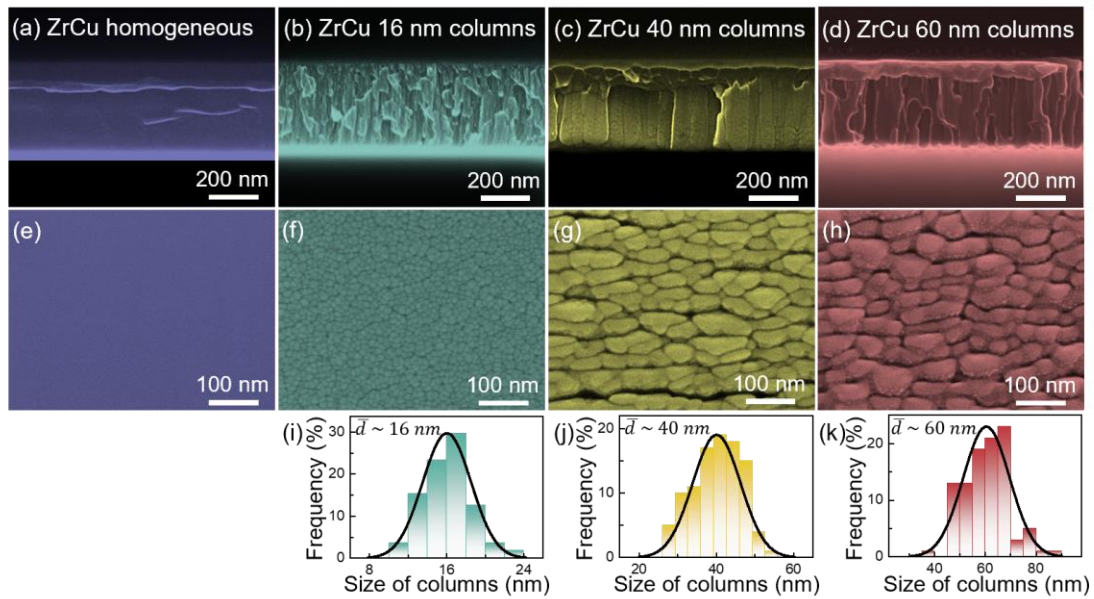 (a) ZrCu homogeneous
(b) ZrCu 16 nm columns
(c) ZrCu 40 nm columns
(d) ZrCu 60 nm columns
200 nm
200 nm
200 nm
200 nm
(e)
(f)
(g)
(h)
100 nm
100 nm
100 nm
100 nm
(i)
d̅ ~ 16 nm
Frequency (%)
30
20
10
0
8
16
24
Size of columns (nm)
(j)
d̅ ~ 40 nm
Frequency (%)
20
10
0
20
40
60
Size of columns (nm)
(k)
d̅ ~ 60 nm
Frequency (%)
20
10
0
40
60
80
Size of columns (nm)